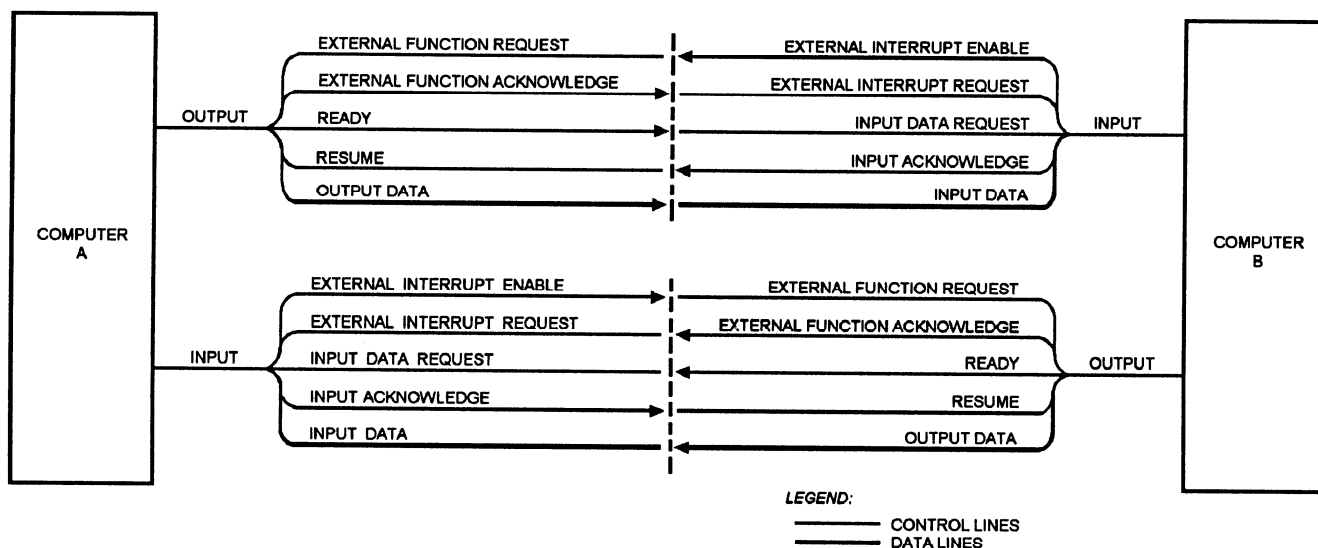 EXTERNAL FUNCTION REQUEST
EXTERNAL INTERRUPT ENABLE
EXTERNAL FUNCTION ACKNOWLEDGE
EXTERNAL INTERRUPT REQUEST
OUTPUT
READY
INPUT DATA REQUEST
INPUT
RESUME
INPUT ACKNOWLEDGE
OUTPUT DATA
INPUT DATA
COMPUTER
A
COMPUTER
B
EXTERNAL INTERRUPT ENABLE
EXTERNAL FUNCTION REQUEST
EXTERNAL INTERRUPT REQUEST
EXTERNAL FUNCTION ACKNOWLEDGE
INPUT
INPUT DATA REQUEST
READY
OUTPUT
INPUT ACKNOWLEDGE
RESUME
INPUT DATA
OUTPUT DATA
LEGEND:
CONTROL LINES
DATA LINES